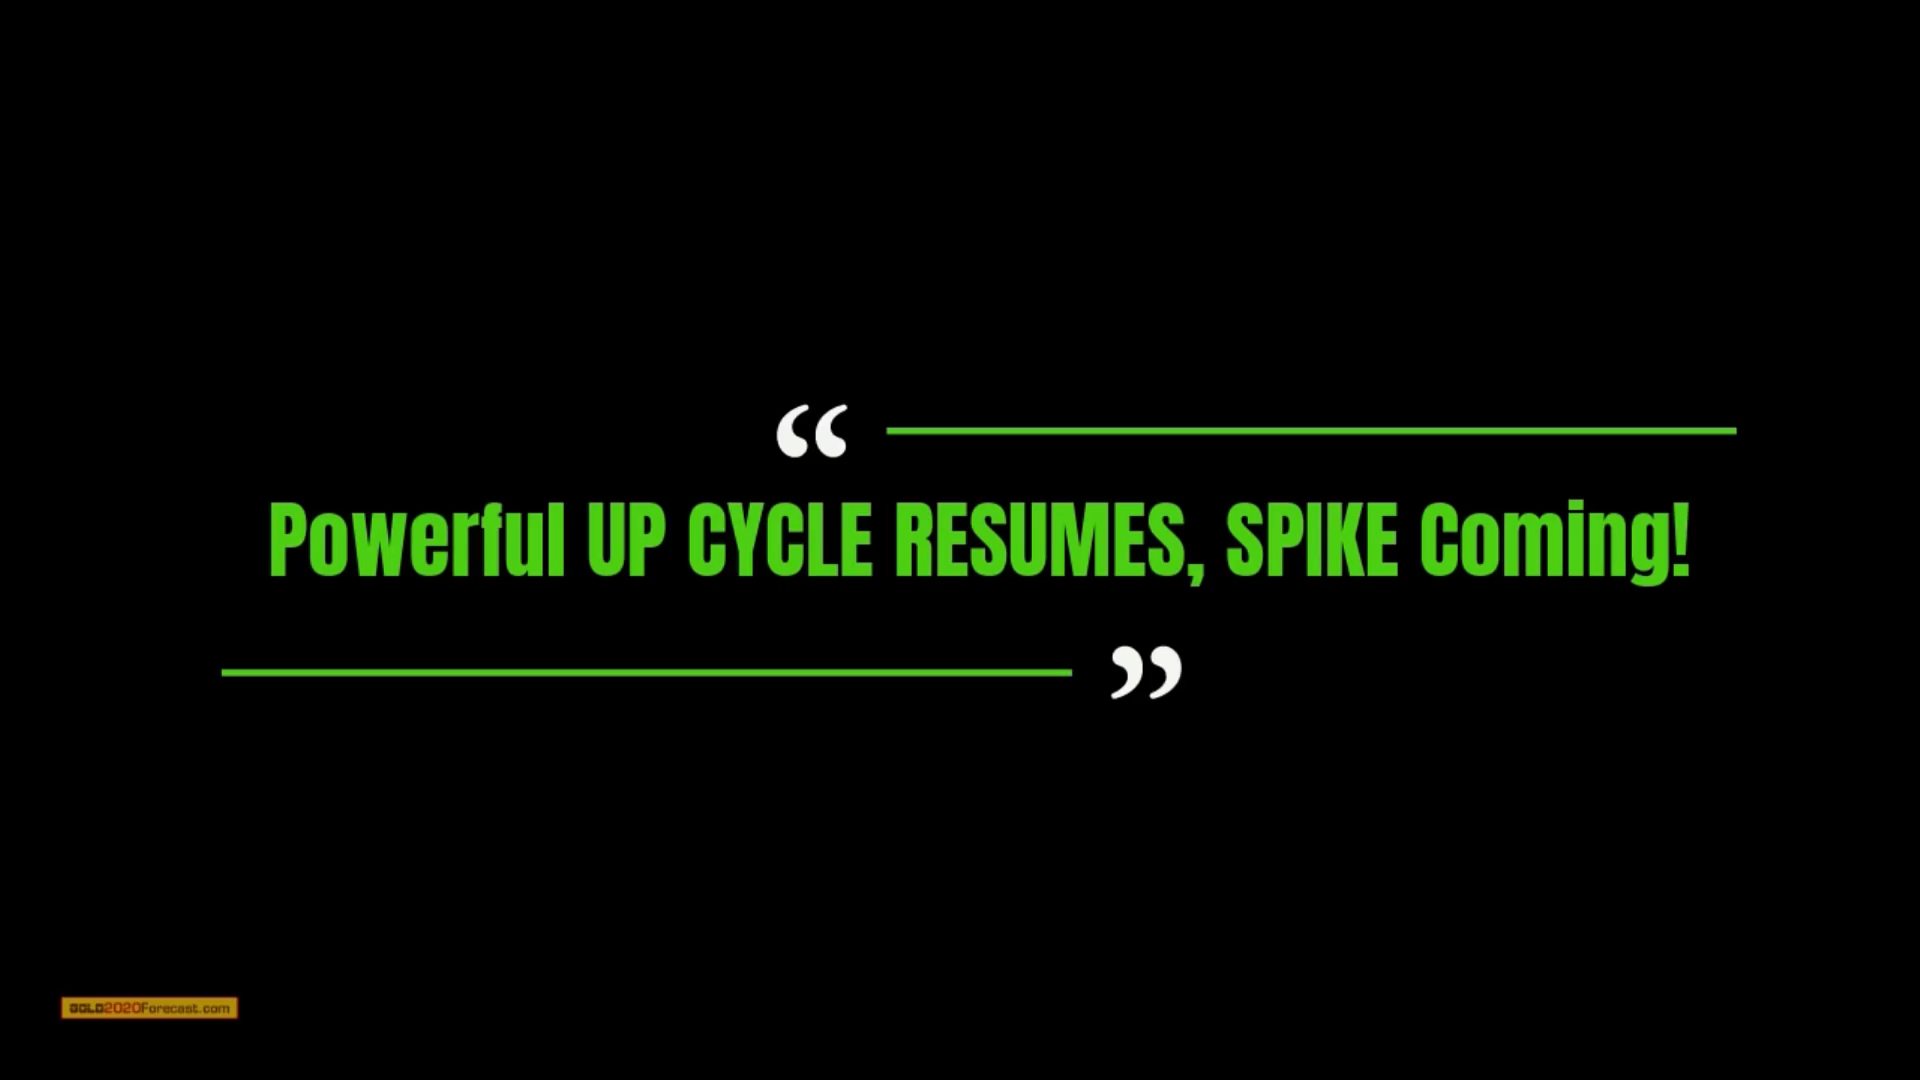 “
Powerful UP CYCLE RESUMES, SPIKE Coming!
”
GOLD2020Forecast.com